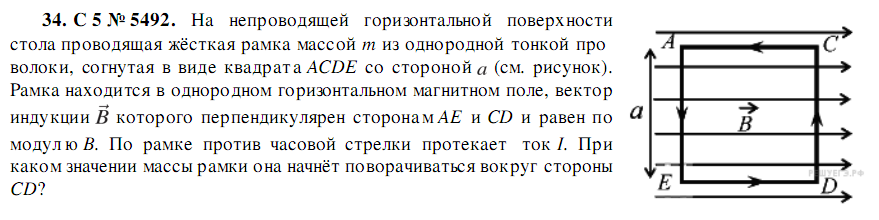 34. С 5 № 5492. На непроводящей горизонтальной поверхности
стола проводящая жёсткая рамка массой m из однородной тонкой про
волоки, согнутая в виде квадрата ACDE со стороной a (см. рисунок).
Рамка находится в однородном горизонтальном магнитном поле, вектор
индукции B которого перпендикулярен сторонам AE и CD и равен по
модулю B. По рамке против часовой стрелки протекает ток I. При
каком значении массы рамки она начнёт поворачиваться вокруг стороны
CD?
A C
a B
E D
РЕШУЕГЭ.РФ